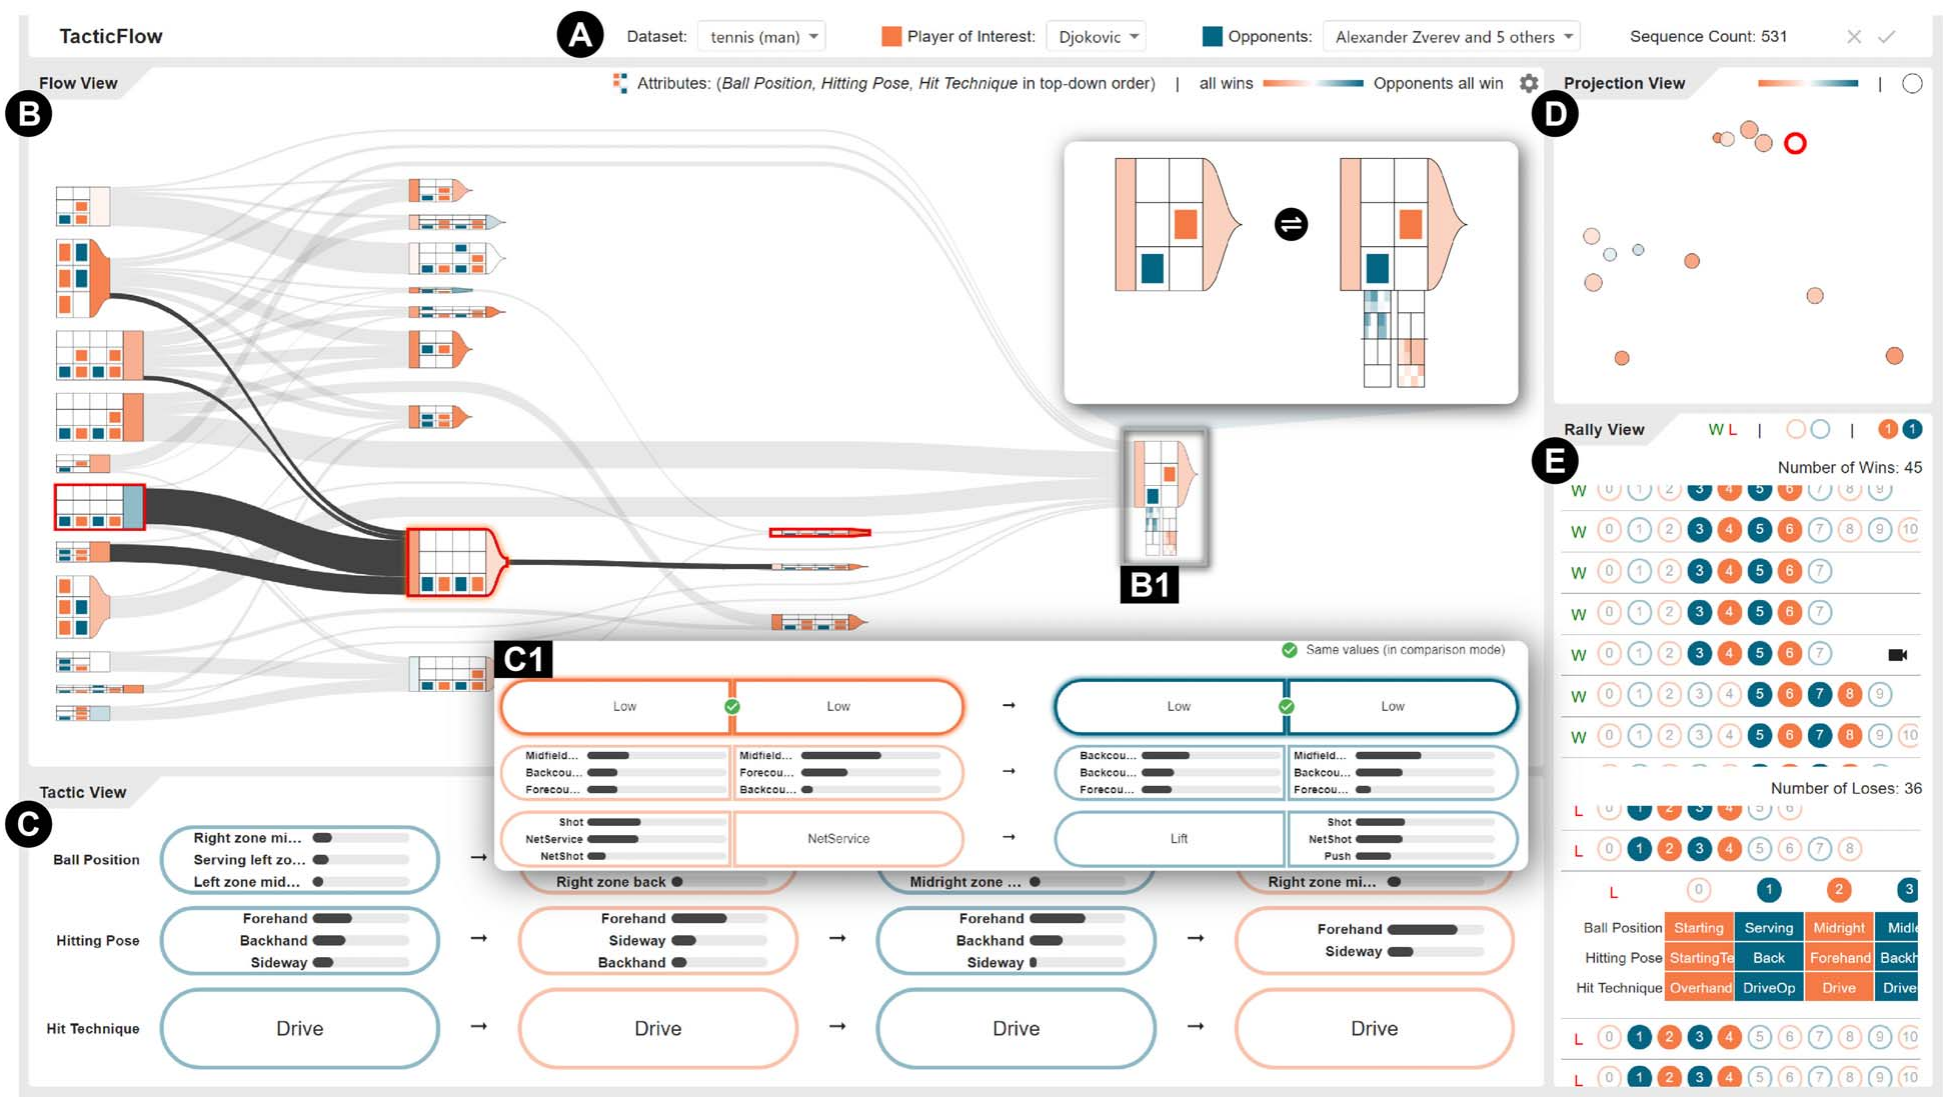 TacticFlow
A
Dataset: tennis (man)
Player of Interest: Djokovic
Opponents: Alexander Zverev and 5 others
Sequence Count: 531
B
Flow View
Attributes: (Ball Position, Hitting Pose, Hit Technique in top-down order) | all wins Opponents all win
B1
C1
Same values (in comparison mode)
Low Low → Low Low
Midfield... Midfield... → Backcou... Midfield...
Backcou... Forecou... Backcou... Backcou...
Forecou... Backcou... Forecou... Forecou...
Shot Shot
NetService NetService → Lift NetShot
NetShot Push
C
Tactic View
Ball Position
Right zone mi...
Serving left zo...
Left zone mid...
→
Right zone back
Midright zone ...
Right zone mi...
Hitting Pose
Forehand
Backhand
Sideway
→
Forehand
Sideway
Backhand
→
Forehand
Backhand
Sideway
→
Forehand
Sideway
Hit Technique Drive → Drive → Drive → Drive
D
Projection View |
E
Rally View W L | | 1 1
Number of Wins: 45
W 0 1 2 3 4 5 6 7 8 9
W 0 1 2 3 4 5 6 7 8 9 10
W 0 1 2 3 4 5 6 7
W 0 1 2 3 4 5 6 7
W 0 1 2 3 4 5 6 7
W 0 1 2 3 4 5 6 7 8 9
W 0 1 2 3 4 5 6 7 8 9 10
Number of Loses: 36
L 0 1 2 3 4 5 6
L 0 1 2 3 4 5 6 7 8
L 0 1 2 3
Ball Position Starting Serving Midright Midle
Hitting Pose StartingTe Back Forehand Backh
Hit Technique Overhand DriveOp Drive Drive
L 0 1 2 3 4 5 6 7 8 9 10
L 0 1 2 3 4 5 6 7 8 9 10